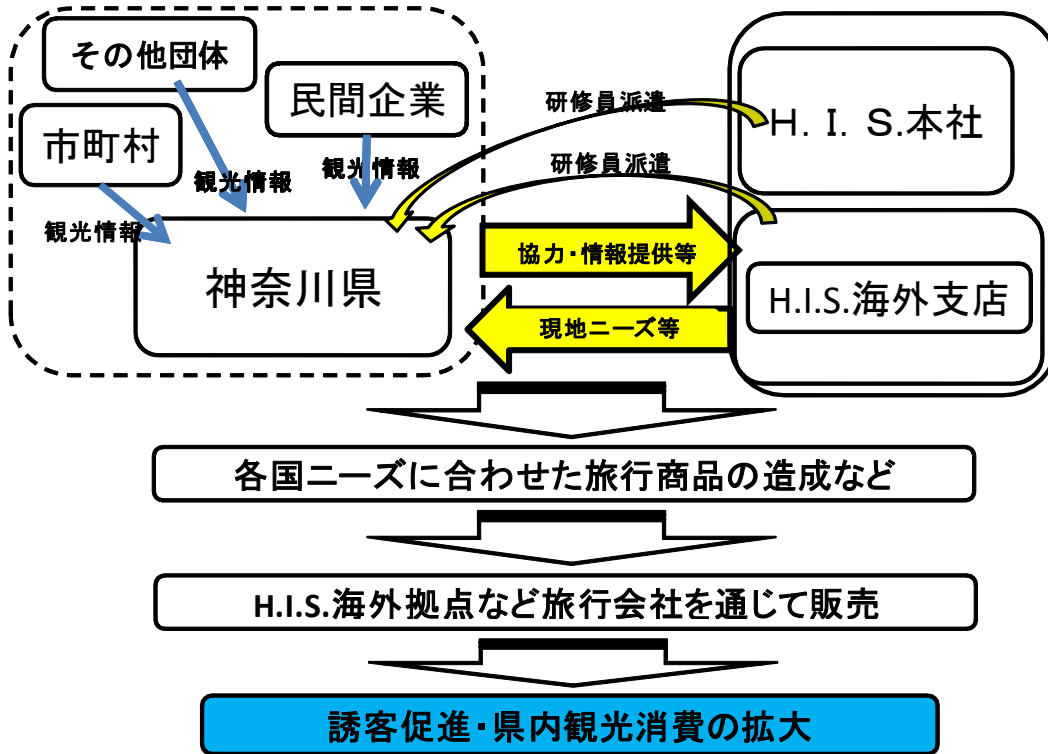 その他団体
民間企業
市町村
観光情報
観光情報
観光情報
神奈川県
研修員派遣
研修員派遣
H．I．S.本社
協力・情報提供等
現地ニーズ等
H.I.S.海外支店
各国ニーズに合わせた旅行商品の造成など
H.I.S.海外拠点など旅行会社を通じて販売
誘客促進・県内観光消費の拡大